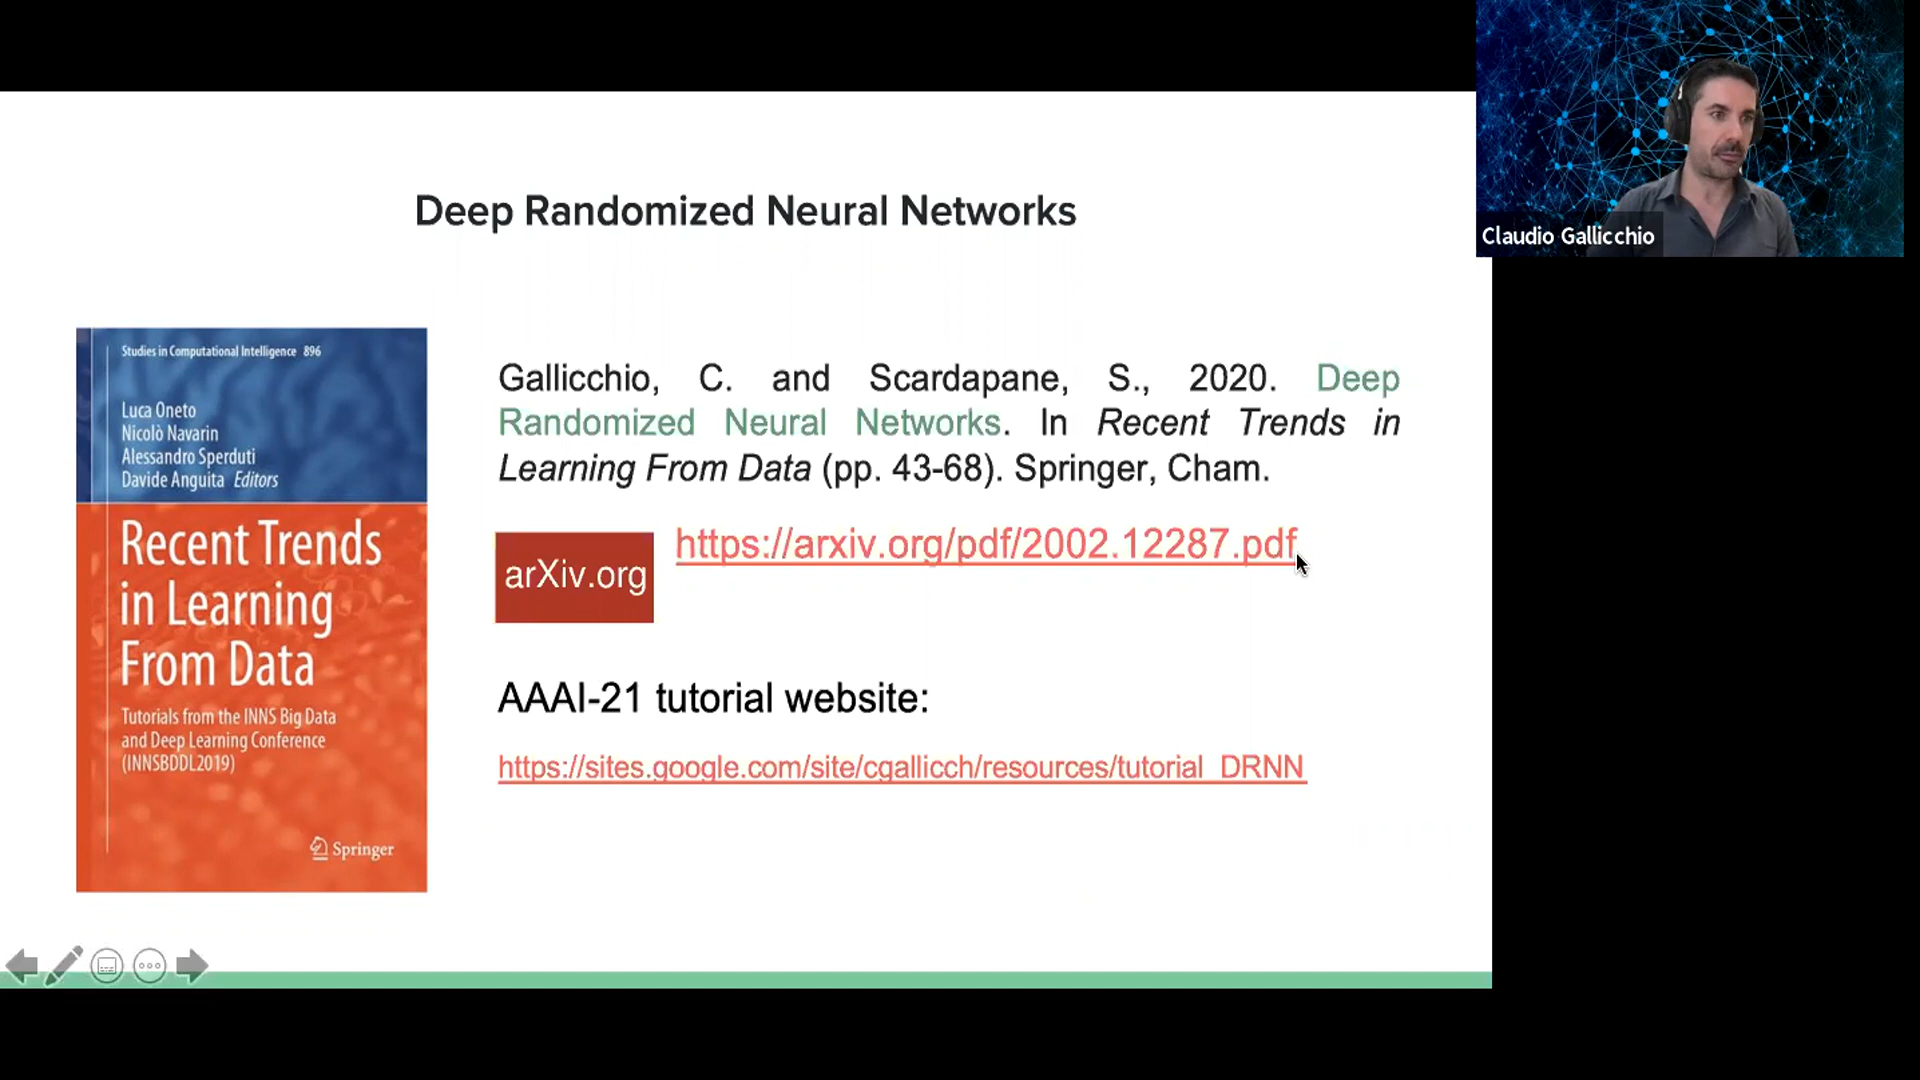 Claudio Gallicchio
Deep Randomized Neural Networks
Studies in Computational Intelligence 896
Luca Oneto
Nicolò Navarin
Alessandro Sperduti
Davide Anguita Editors
Recent Trends
in Learning
From Data
Tutorials from the INNS Big Data
and Deep Learning Conference
(INNSBDDL2019)
Springer
Gallicchio, C. and Scardapane, S., 2020. Deep
Randomized Neural Networks. In Recent Trends in
Learning From Data (pp. 43-68). Springer, Cham.
arXiv.org
https://arxiv.org/pdf/2002.12287.pdf
AAAI-21 tutorial website:
https://sites.google.com/site/cgallicch/resources/tutorial_DRNN